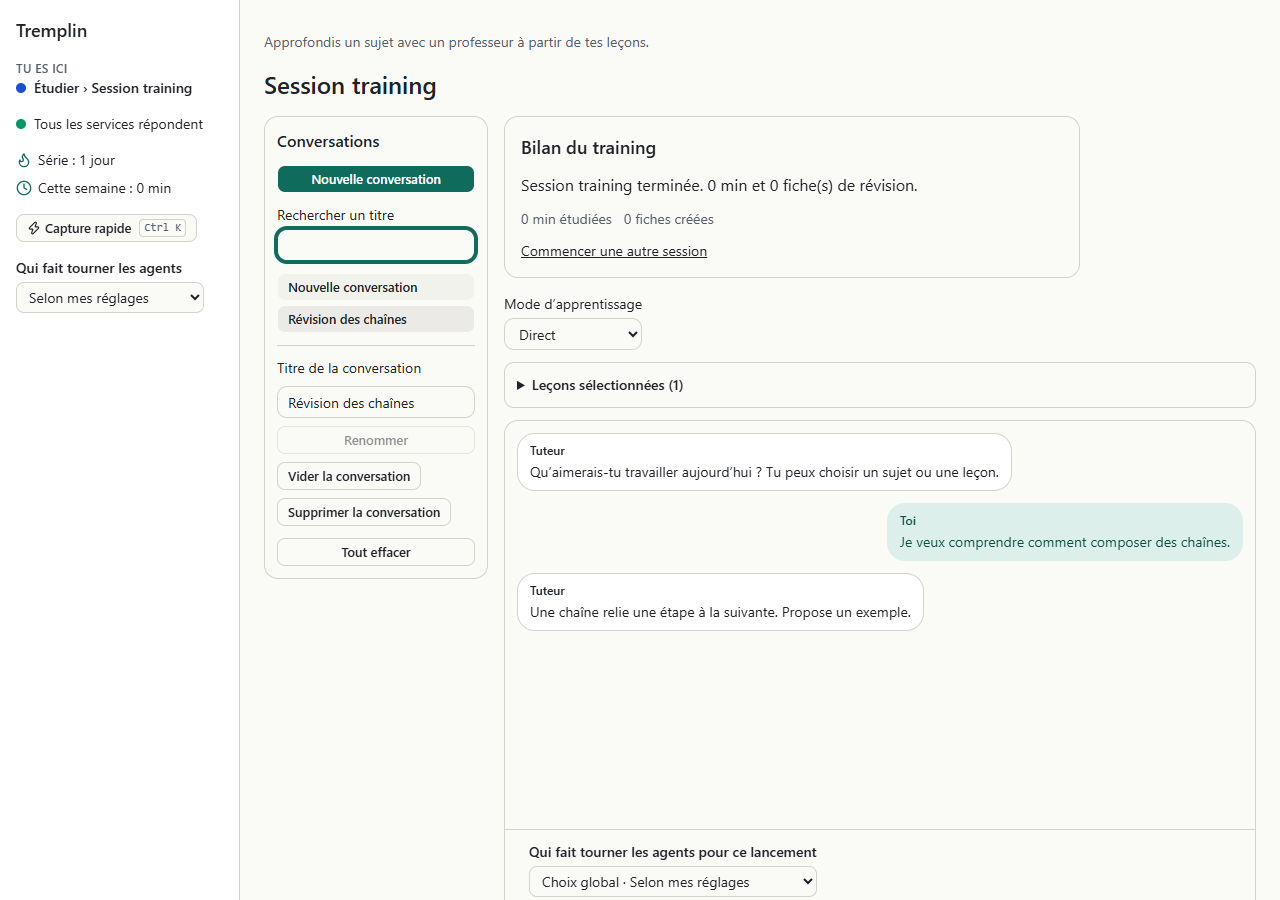 Tremplin
TU ES ICI
Étudier › Session training
Tous les services répondent
Série : 1 jour
Cette semaine : 0 min
Capture rapide Ctrl K
Qui fait tourner les agents
Selon mes réglages
Approfondis un sujet avec un professeur à partir de tes leçons.
Session training
Conversations
Nouvelle conversation
Rechercher un titre
Nouvelle conversation
Révision des chaînes
Titre de la conversation
Révision des chaînes
Renommer
Vider la conversation
Supprimer la conversation
Tout effacer
Bilan du training
Session training terminée. 0 min et 0 fiche(s) de révision.
0 min étudiées 0 fiches créées
Commencer une autre session
Mode d’apprentissage
Direct
Leçons sélectionnées (1)
Tuteur
Qu’aimerais-tu travailler aujourd’hui ? Tu peux choisir un sujet ou une leçon.
Toi
Je veux comprendre comment composer des chaînes.
Tuteur
Une chaîne relie une étape à la suivante. Propose un exemple.
Qui fait tourner les agents pour ce lancement
Choix global · Selon mes réglages